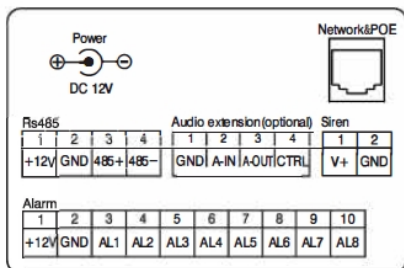 Power
Network&POE
DC 12V
Rs485
1 2 3 4
+12V GND 485+ 485-
Audio extension(optional)
1 2 3 4
GND A-IN A-OUT CTRL
Siren
1 2
V+ GND
Alarm
1 2 3 4 5 6 7 8 9 10
+12V GND AL1 AL2 AL3 AL4 AL5 AL6 AL7 AL8